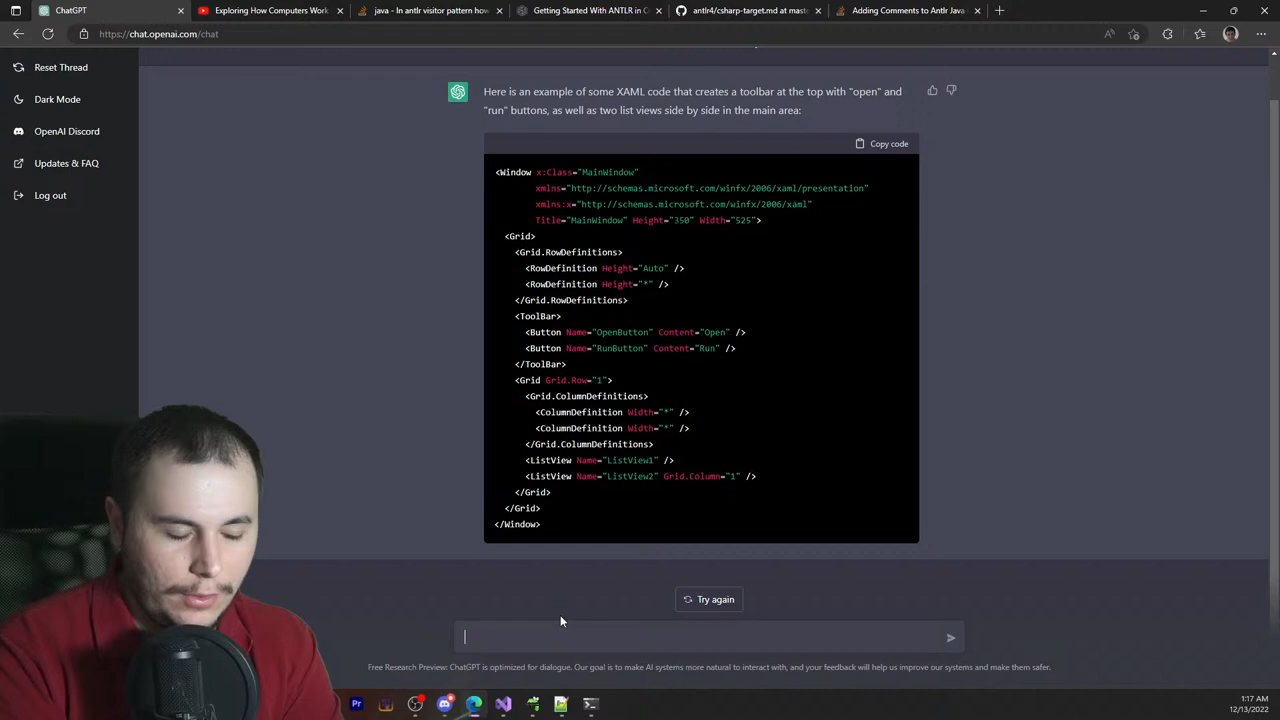 ChatGPT
Exploring How Computers Work
java - In antlr visitor pattern how
Getting Started With ANTLR in C
antlr4/csharp-target.md at master
Adding Comments to Antlr Java
https://chat.openai.com/chat
Reset Thread
Dark Mode
OpenAI Discord
Updates & FAQ
Log out
Here is an example of some XAML code that creates a toolbar at the top with "open" and
"run" buttons, as well as two list views side by side in the main area:
Copy code
<Window x:Class="MainWindow"
xmlns="http://schemas.microsoft.com/winfx/2006/xaml/presentation"
xmlns:x="http://schemas.microsoft.com/winfx/2006/xaml"
Title="MainWindow" Height="350" Width="525">
<Grid>
<Grid.RowDefinitions>
<RowDefinition Height="Auto" />
<RowDefinition Height="*" />
</Grid.RowDefinitions>
<ToolBar>
<Button Name="OpenButton" Content="Open" />
<Button Name="RunButton" Content="Run" />
</ToolBar>
<Grid Grid.Row="1">
<Grid.ColumnDefinitions>
<ColumnDefinition Width="*" />
<ColumnDefinition Width="*" />
</Grid.ColumnDefinitions>
<ListView Name="ListView1" />
<ListView Name="ListView2" Grid.Column="1" />
</Grid>
</Grid>
</Window>
Try again
Free Research Preview: ChatGPT is optimized for dialogue. Our goal is to make AI systems more natural to interact with, and your feedback will help us improve our systems and make them safer.
Pr
1:17 AM
12/13/2022